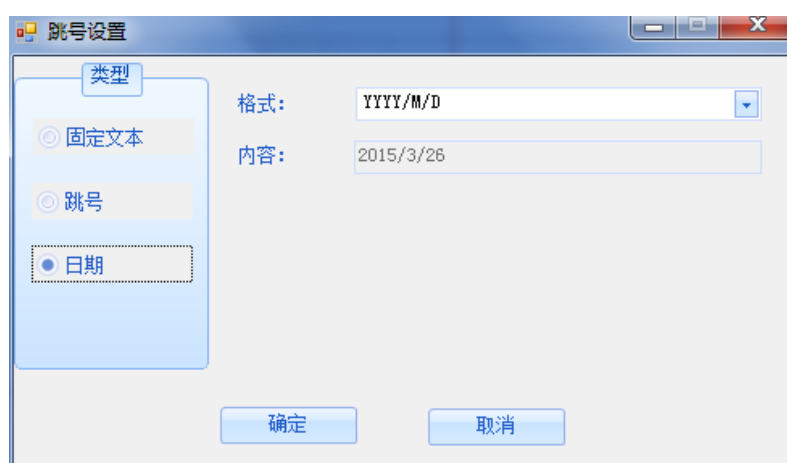 跳号设置
类型
固定文本
跳号
日期
格式: YYYY/M/D
内容: 2015/3/26
确定 取消